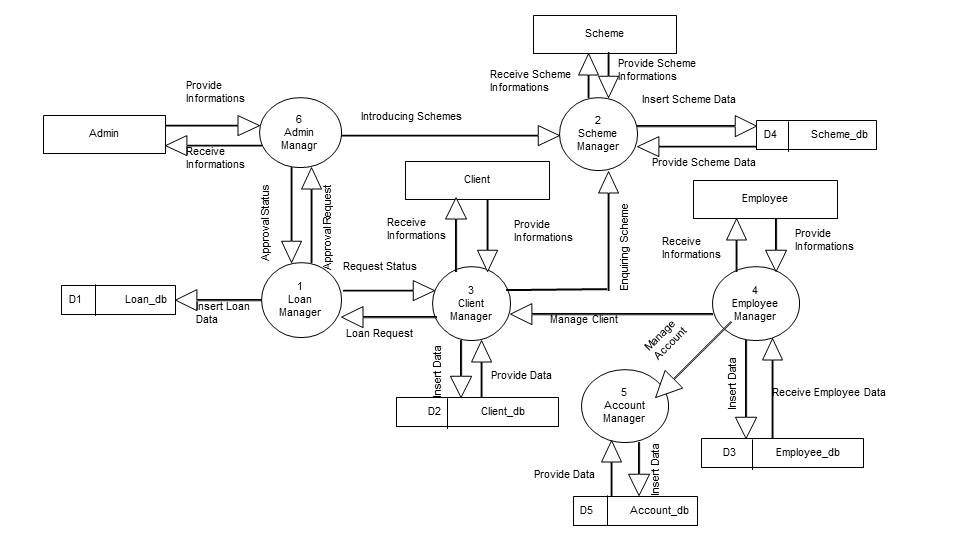 Scheme
Receive Scheme
Informations
Provide Scheme
Informations
Provide
Informations
Admin
Receive
Informations
6
Admin
Managr
Introducing Schemes
2
Scheme
Manager
Insert Scheme Data
D4
Scheme_db
Provide Scheme Data
Client
Receive
Informations
Provide
Informations
Employee
Receive
Informations
Provide
Informations
Approval Status
Approval Request
Enquiring Scheme
Request Status
D1
Loan_db
Insert Loan
Data
1
Loan
Manager
3
Client
Manager
4
Employee
Manager
Loan Request
Manage Client
Manage
Account
Insert Data
Provide Data
D2
Client_db
5
Account
Manager
Insert Data
Receive Employee Data
D3
Employee_db
Provide Data
Insert Data
D5
Account_db